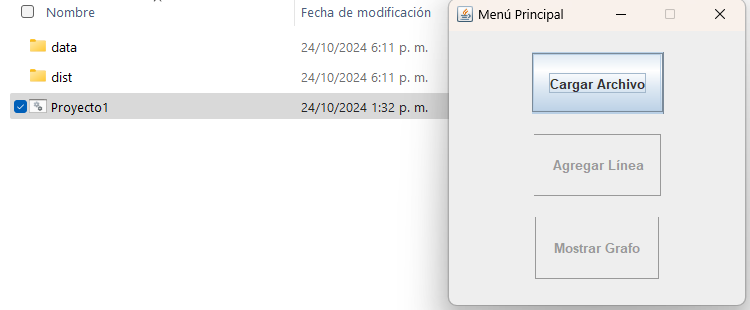 Nombre
Fecha de modificación
data
24/10/2024 6:11 p. m.
dist
24/10/2024 6:11 p. m.
Proyecto1
24/10/2024 1:32 p. m.
Menú Principal
Cargar Archivo
Agregar Línea
Mostrar Grafo